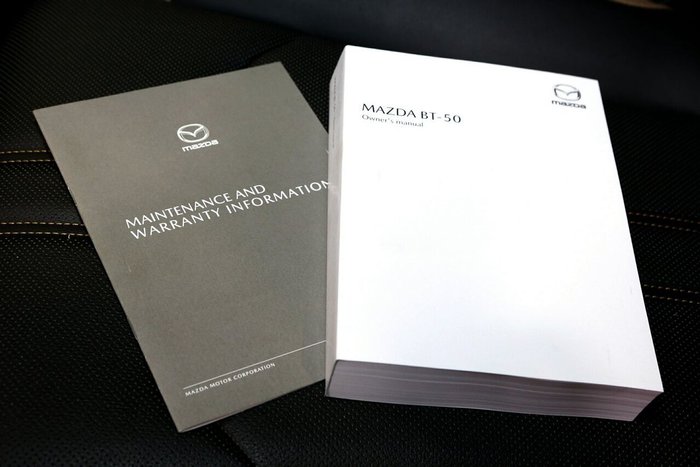 mazda
MAINTENANCE AND
WARRANTY INFORMATION
MAZDA MOTOR CORPORATION
mazda
MAZDA BT-50
Owner's manual